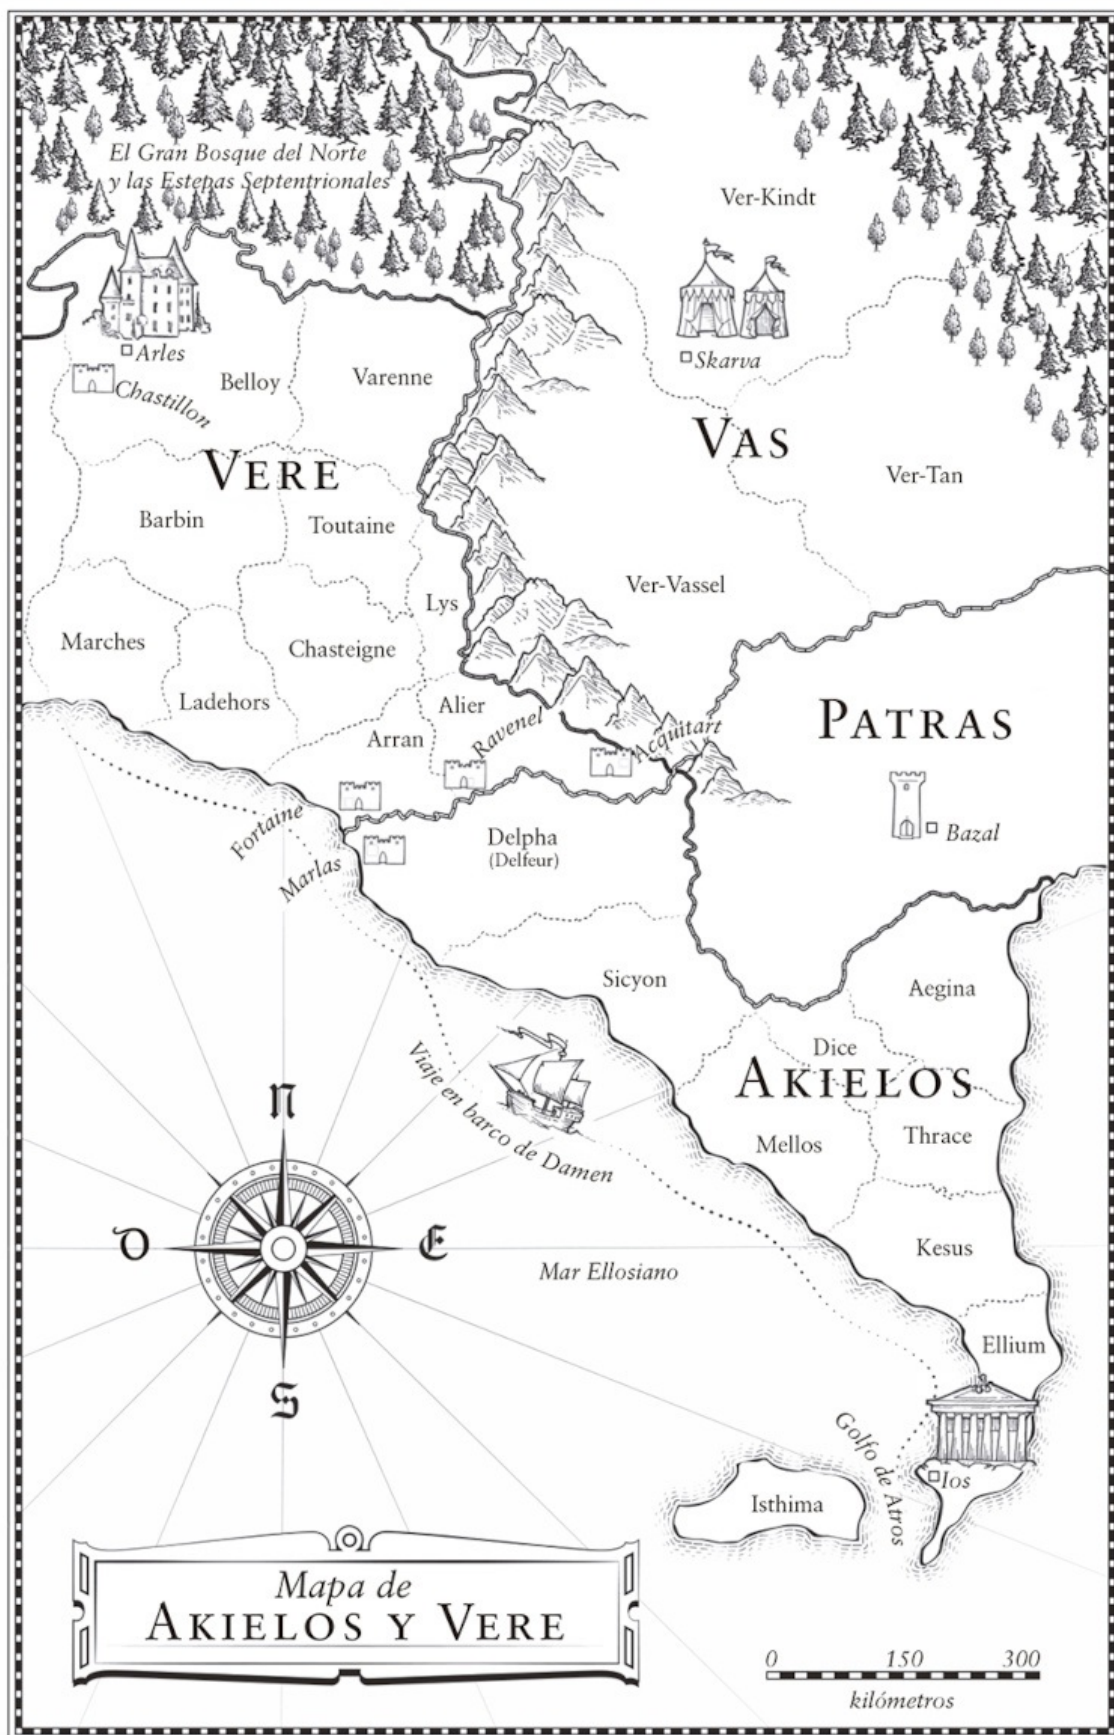 El Gran Bosque del Norte
y las Estepas Septentrionales
Ver-Kindt
Arles
Skarva
Chastillon
Belloy
Varenne
VERE
VAS
Ver-Tan
Barbin
Toutaine
Ver-Vassel
Lys
Marches
Chasteigne
Ladehors
Alier
Ravenel
Arran
Acquitart
PATRAS
Fortaine
Marlas
Delpha
(Delfeur)
Bazal
Sicyon
Aegina
Dice
AKIELOS
Viaje en barco de Damen
Mellos
Thrace
N
O
E
S
Kesus
Mar Ellosiano
Ellium
Golfo de Atros
Ios
Isthima
Mapa de
AKIELOS Y VERE
0 150 300
kilómetros